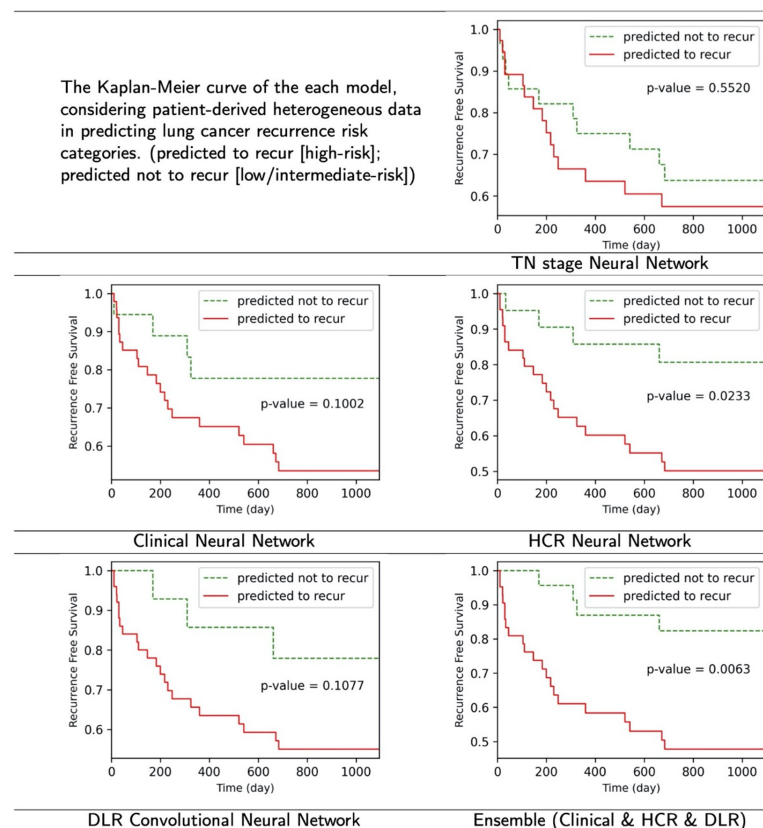 The Kaplan-Meier curve of the each model,
considering patient-derived heterogeneous data
in predicting lung cancer recurrence risk
categories. (predicted to recur [high-risk];
predicted not to recur [low/intermediate-risk])
1.0
0.9
0.8
0.7
0.6
Recurrence Free Survival
predicted not to recur
predicted to recur
p-value = 0.5520
0 200 400 600 800 1000
Time (day)
TN stage Neural Network
1.0
0.9
0.8
0.7
0.6
Recurrence Free Survival
predicted not to recur
predicted to recur
p-value = 0.1002
0 200 400 600 800 1000
Time (day)
Clinical Neural Network
1.0
0.9
0.8
0.7
0.6
0.5
Recurrence Free Survival
predicted not to recur
predicted to recur
p-value = 0.0233
0 200 400 600 800 1000
Time (day)
HCR Neural Network
1.0
0.9
0.8
0.7
0.6
Recurrence Free Survival
predicted not to recur
predicted to recur
p-value = 0.1077
0 200 400 600 800 1000
Time (day)
DLR Convolutional Neural Network
1.0
0.9
0.8
0.7
0.6
0.5
Recurrence Free Survival
predicted not to recur
predicted to recur
p-value = 0.0063
0 200 400 600 800 1000
Time (day)
Ensemble (Clinical & HCR & DLR)